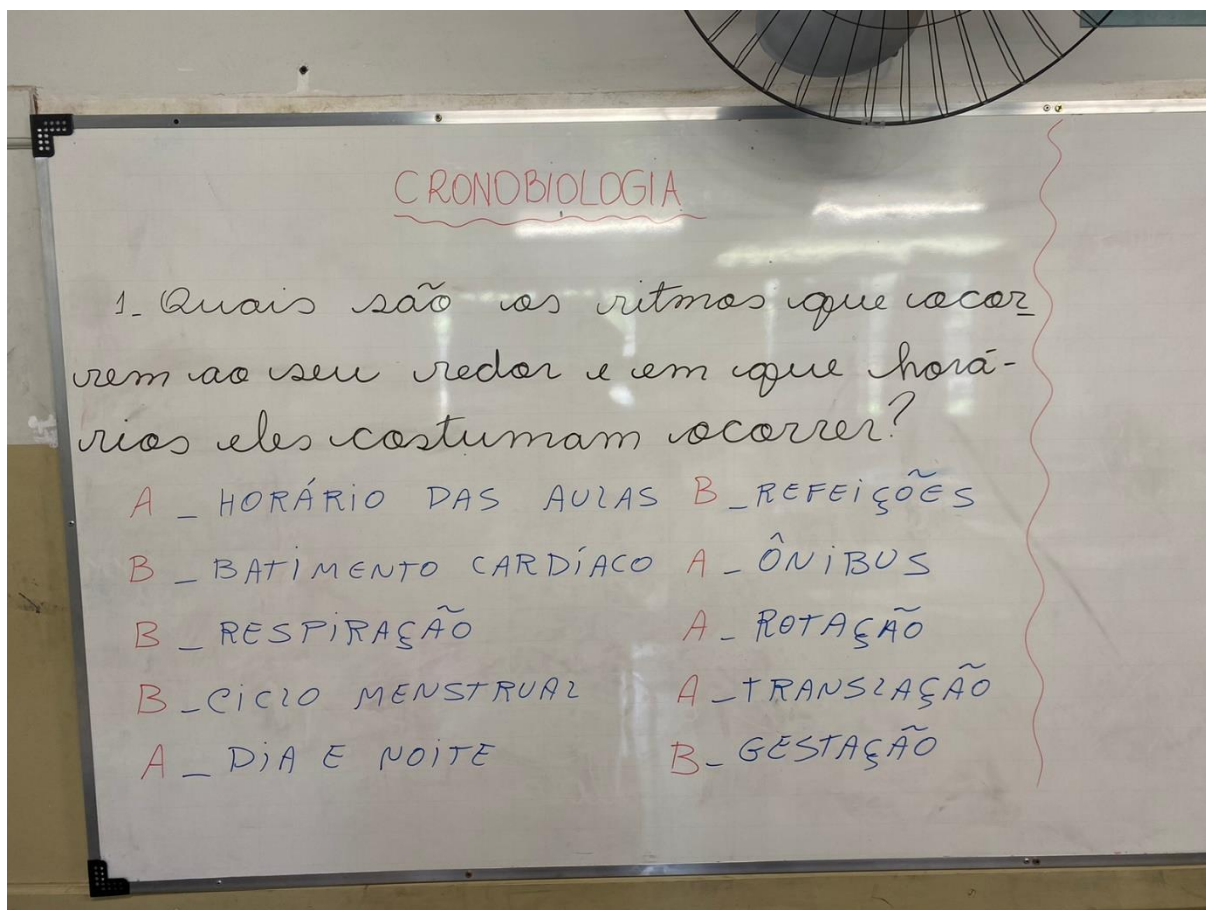 CRONOBIOLOGIA
1_ Quais são os ritmos que ocor
rem ao seu redor e em que horá-
rios eles costumam ocorrer?
A _ HORÁRIO DAS AULAS B _ REFEIÇÕES
B _ BATIMENTO CARDÍACO A _ ÔNIBUS
B _ RESPIRAÇÃO A _ ROTAÇÃO
B _ CICLO MENSTRUAL A _ TRANSLAÇÃO
A _ DIA E NOITE B _ GESTAÇÃO